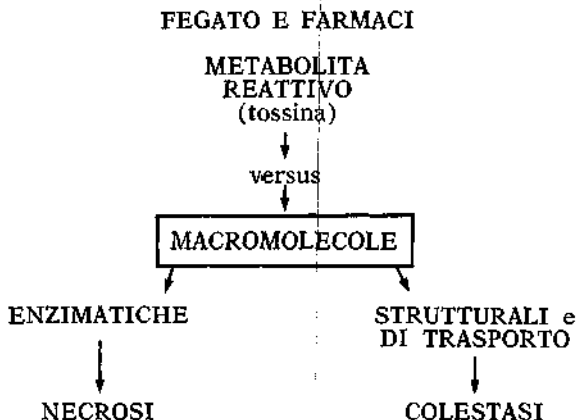 FEGATO E FARMACI
METABOLITA
REATTIVO
(tossina)
versus
MACROMOLECOLE
ENZIMATICHE
STRUTTURALI e
DI TRASPORTO
NECROSI
COLESTASI